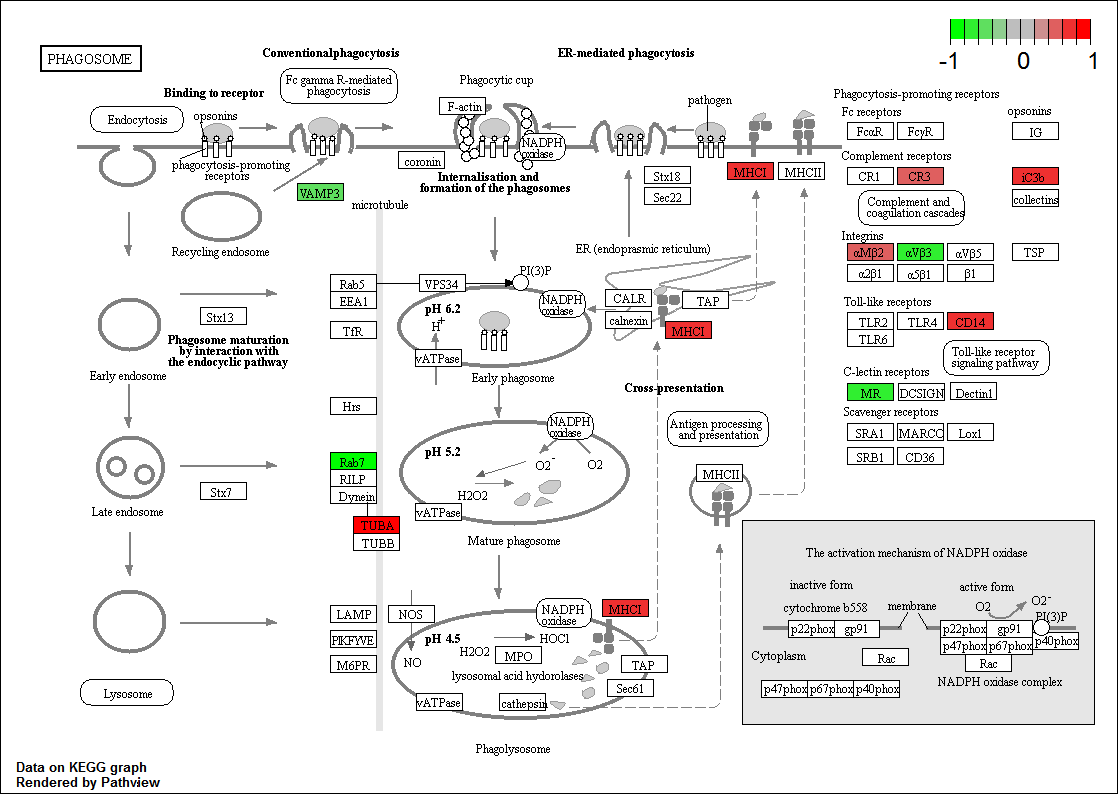 PHAGOSOME
Conventionalphagocytosis
ER-mediated phagocytosis
-1
0
1
Fc gamma R-mediated
phagocytosis
Phagocytic cup
Binding to receptor
F-actin
pathogen
Phagocytosis-promoting receptors
Endocytosis
opsonins
Fc receptors
opsonins
FcαR
FcγR
IG
NADPH
oxidase
phagocytosis-promoting
receptors
coronin
Complement receptors
Internalisation and
formation of the phagosomes
Stx18
Sec22
MHCI
MHCII
CR1
CR3
iC3b
collectins
VAMP3
microtubule
Complement and
coagulation cascades
Recycling endosome
ER (endoprasmic reticulum)
Integrins
αMβ2
αVβ3
αVβ5
TSP
α2β1
α5β1
β1
PI(3)P
Rab5
VPS34
EEA1
pH 6.2
NADPH
oxidase
CALR
TAP
calnexin
MHCI
Toll-like receptors
TLR2
TLR4
CD14
TLR6
Stx13
TfR
H+
Phagosome maturation
by interaction with
the endocyclic pathway
vATPase
Toll-like receptor
signaling pathway
Early endosome
Early phagosome
C-lectin receptors
Cross-presentation
MR
DCSIGN
Dectin1
Hrs
Scavenger receptors
NADPH
oxidase
Antigen processing
and presentation
SRA1
MARCO
Lox1
SRB1
CD36
pH 5.2
Rab7
RILP
Dynein
O2-
O2
H2O2
MHCII
Stx7
vATPase
Late endosome
TUBA
TUBB
Mature phagosome
The activation mechanism of NADPH oxidase
inactive form
active form
cytochrome b558
membrane
O2
O2-
PI(3)P
p22phox
gp91
p22phox
gp91
p47phox
p67phox
p40phox
Cytoplasm
Rac
Rac
NADPH oxidase complex
p47phox
p67phox
p40phox
LAMP
NOS
NADPH
oxidase
MHCI
PIKFYVE
pH 4.5
HOCl
H2O2
MPO
M6PR
NO
TAP
lysosomal acid hydorolases
Sec61
Lysosome
vATPase
cathepsin
Phagolysosome
Data on KEGG graph
Rendered by Pathview